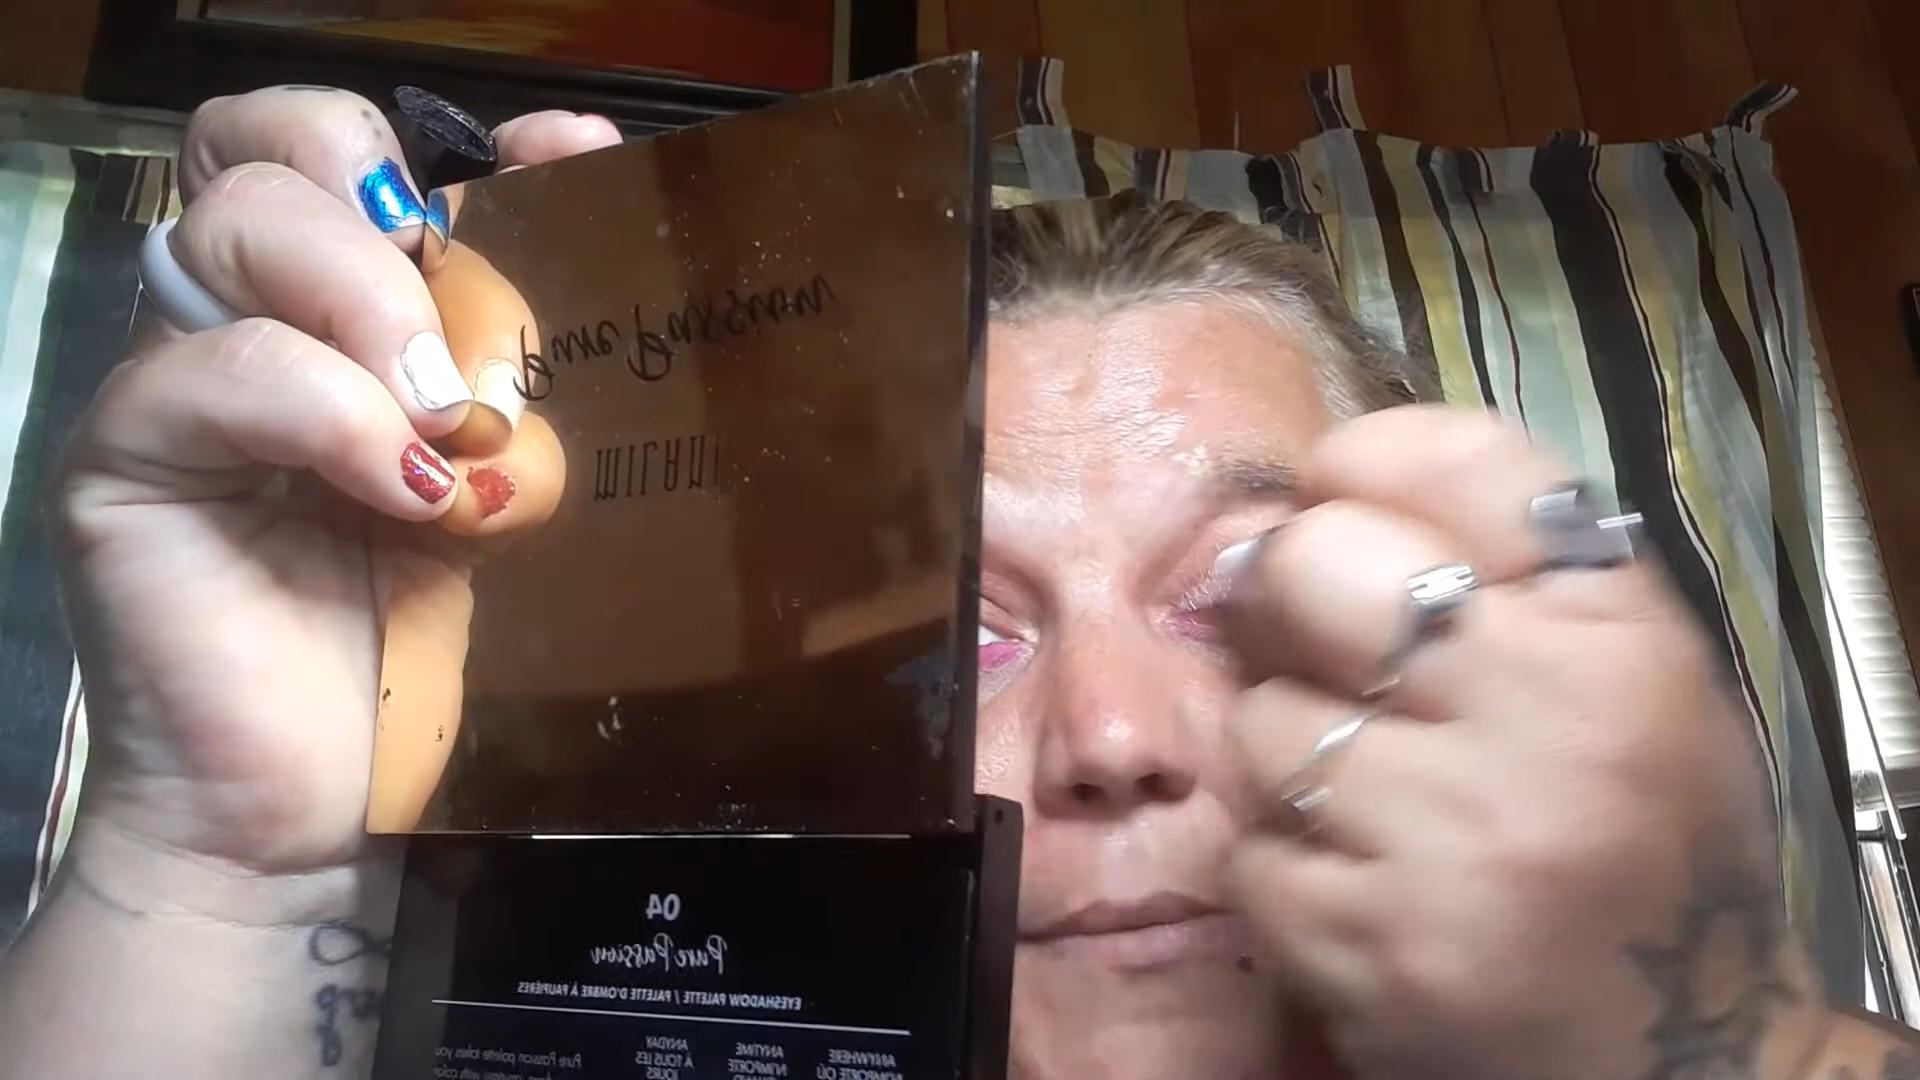 Pure Passion
MILANI
04
Pure Passion
EYESHADOW PALETTE / PALETTE D'OMBRE À PAUPIÈRES
ANYWHERE
N'IMPORTE OÙ
ANYTIME
N'IMPORTE
ANYDAY
À TOUS LES
JOURS
Pure Passion palette takes you